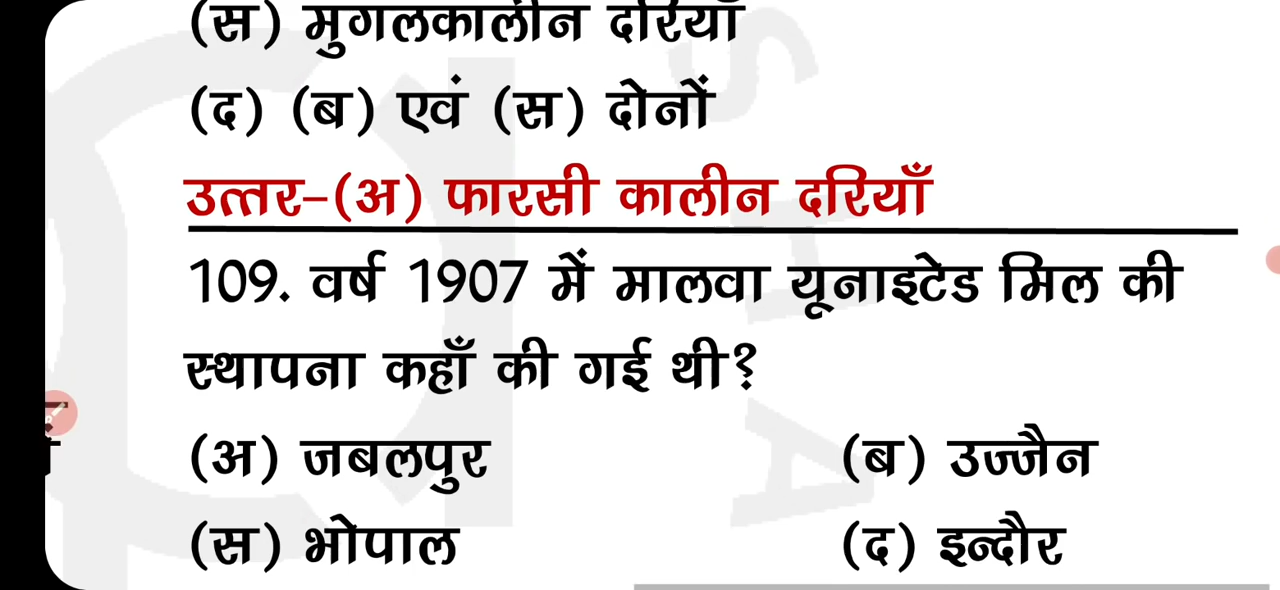 (स) मुगलकालीन दरियाँ
(द) (ब) एवं (स) दोनों
उत्तर-(अ) फारसी कालीन दरियाँ
109. वर्ष 1907 में मालवा यूनाइटेड मिल की
स्थापना कहाँ की गई थी?
(अ) जबलपुर (ब) उज्जैन
(स) भोपाल (द) इन्दौर